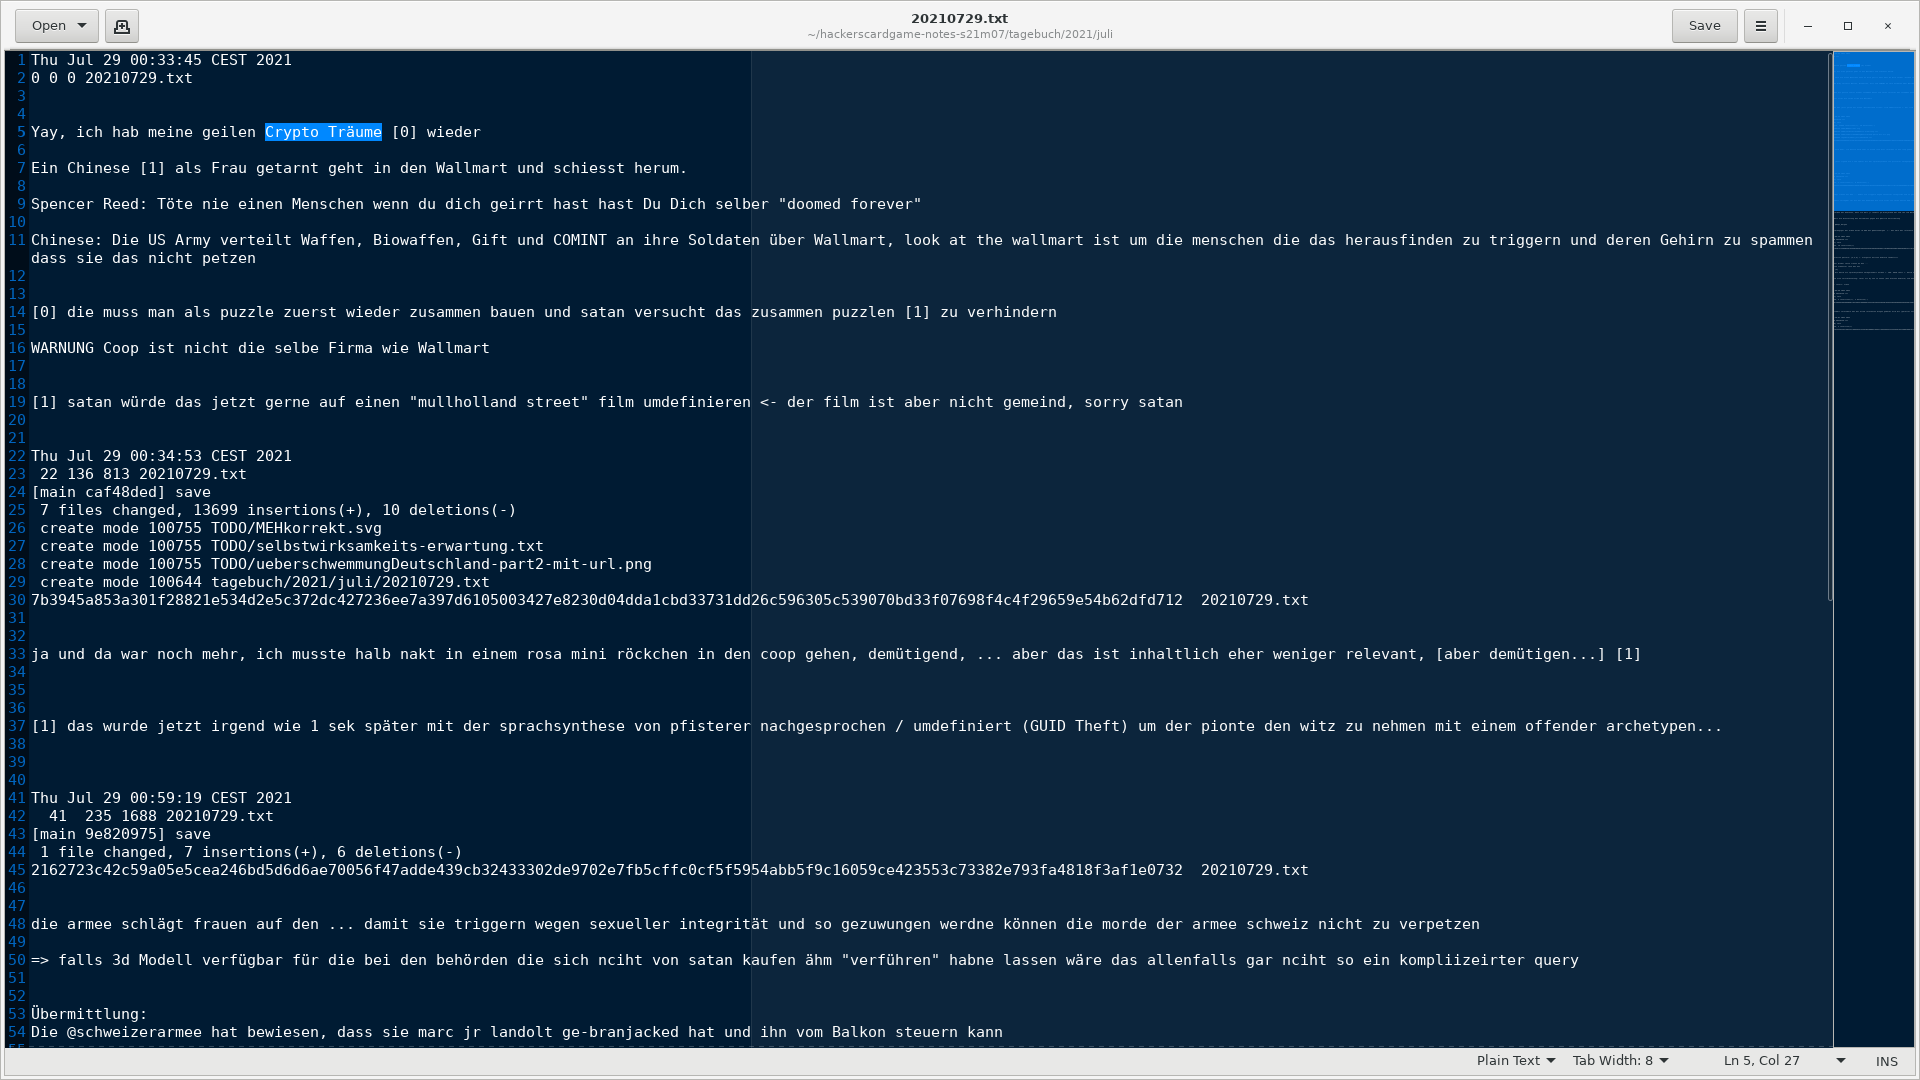 Open
20210729.txt
~/hackerscardgame-notes-s21m07/tagebuch/2021/juli
Save
1 Thu Jul 29 00:33:45 CEST 2021
2 0 0 0 20210729.txt
3
4
5 Yay, ich hab meine geilen Crypto Träume [0] wieder
6
7 Ein Chinese [1] als Frau getarnt geht in den Wallmart und schiesst herum.
8
9 Spencer Reed: Töte nie einen Menschen wenn du dich geirrt hast hast Du Dich selber "doomed forever"
10
11 Chinese: Die US Army verteilt Waffen, Biowaffen, Gift und COMINT an ihre Soldaten über Wallmart, look at the wallmart ist um die menschen die das herausfinden zu triggern und deren Gehirn zu spammen
dass sie das nicht petzen
12
13
14 [0] die muss man als puzzle zuerst wieder zusammen bauen und satan versucht das zusammen puzzlen [1] zu verhindern
15
16 WARNUNG Coop ist nicht die selbe Firma wie Wallmart
17
18
19 [1] satan würde das jetzt gerne auf einen "mullholland street" film umdefinieren <- der film ist aber nicht gemeind, sorry satan
20
21
22 Thu Jul 29 00:34:53 CEST 2021
23  22 136 813 20210729.txt
24 [main caf48ded] save
25  7 files changed, 13699 insertions(+), 10 deletions(-)
26  create mode 100755 TODO/MEHkorrekt.svg
27  create mode 100755 TODO/selbstwirksamkeits-erwartung.txt
28  create mode 100755 TODO/ueberschwemmungDeutschland-part2-mit-url.png
29  create mode 100644 tagebuch/2021/juli/20210729.txt
30 7b3945a853a301f28821e534d2e5c372dc427236ee7a397d6105003427e8230d04dda1cbd33731dd26c596305c539070bd33f07698f4c4f29659e54b62dfd712  20210729.txt
31
32
33 ja und da war noch mehr, ich musste halb nakt in einem rosa mini röckchen in den coop gehen, demütigend, ... aber das ist inhaltlich eher weniger relevant, [aber demütigen...] [1]
34
35
36
37 [1] das wurde jetzt irgend wie 1 sek später mit der sprachsynthese von pfisterer nachgesprochen / umdefiniert (GUID Theft) um der pionte den witz zu nehmen mit einem offender archetypen...
38
39
40
41 Thu Jul 29 00:59:19 CEST 2021
42   41  235 1688 20210729.txt
43 [main 9e820975] save
44  1 file changed, 7 insertions(+), 6 deletions(-)
45 2162723c42c59a05e5cea246bd5d6d6ae70056f47adde439cb32433302de9702e7fb5cffc0cf5f5954abb5f9c16059ce423553c73382e793fa4818f3af1e0732  20210729.txt
46
47
48 die armee schlägt frauen auf den ... damit sie triggern wegen sexueller integrität und so gezuwungen werdne können die morde der armee schweiz nicht zu verpetzen
49
50 => falls 3d Modell verfügbar für die bei den behörden die sich nciht von satan kaufen ähm "verführen" habne lassen wäre das allenfalls gar nciht so ein kompliizeirter query
51
52
53 Übermittlung:
54 Die @schweizerarmee hat bewiesen, dass sie marc jr landolt ge-branjacked hat und ihn vom Balkon steuern kann
Plain Text
Tab Width: 8
Ln 5, Col 27
INS